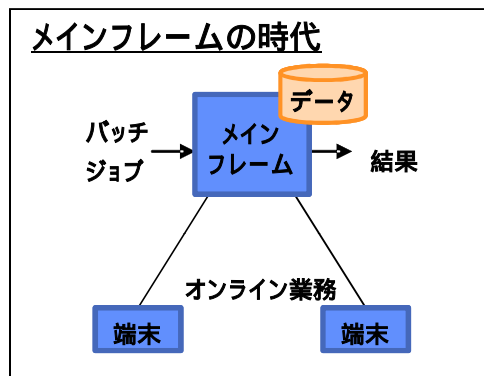 メインフレームの時代
データ
バッチ
ジョブ
メイン
フレーム
結果
オンライン業務
端末
端末